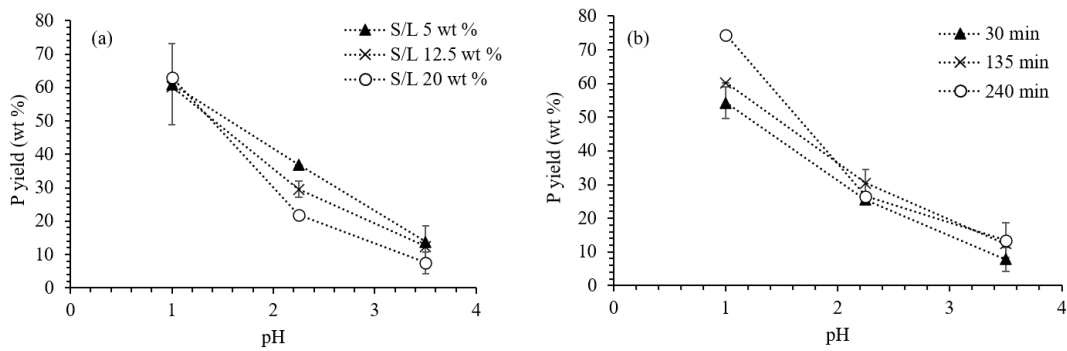 (a)
S/L 5 wt %
S/L 12.5 wt %
S/L 20 wt %
P yield (wt %)
80
70
60
50
40
30
20
10
0
0 1 2 3 4
pH
(b)
30 min
135 min
240 min
P yield (wt %)
80
70
60
50
40
30
20
10
0
0 1 2 3 4
pH